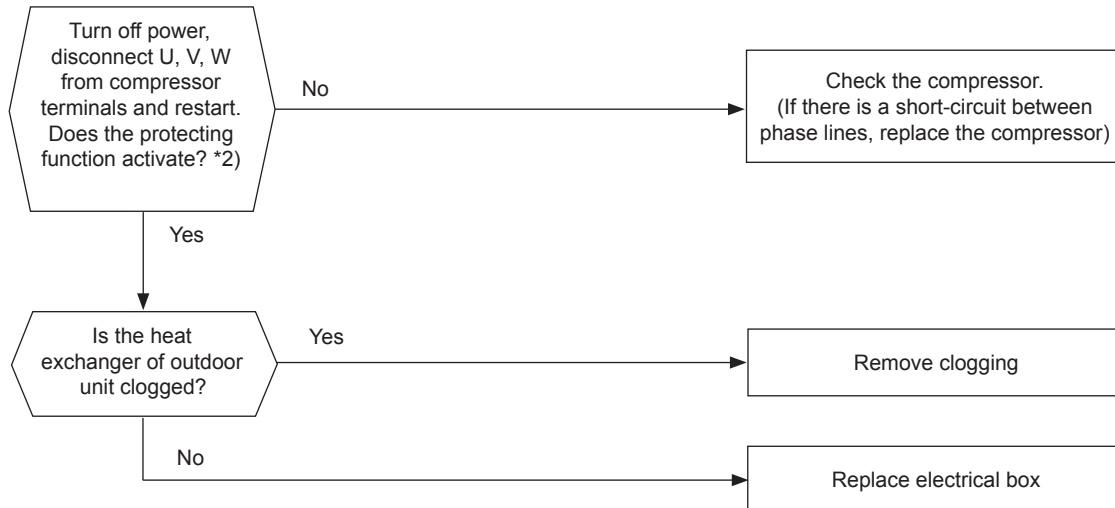 Turn off power,
disconnect U, V, W
from compressor
terminals and restart.
Does the protecting
function activate? *2)
No
Check the compressor.
(If there is a short-circuit between
phase lines, replace the compressor)
Yes
Is the heat
exchanger of outdoor
unit clogged?
Yes
Remove clogging
No
Replace electrical box